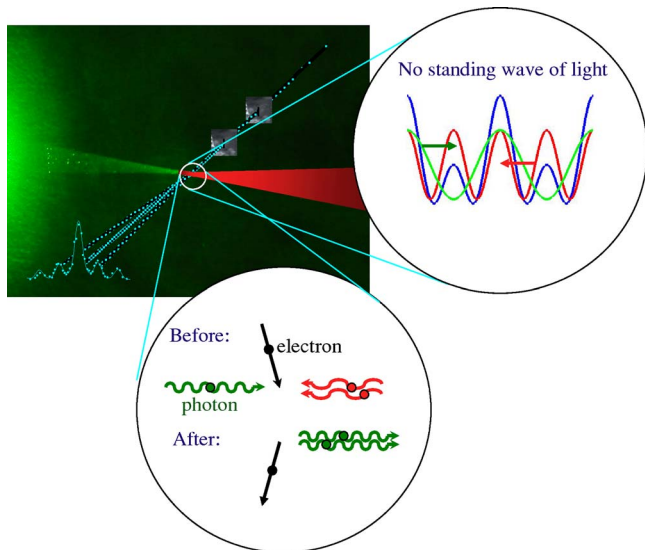 No standing wave of light
Before:
electron
photon
After: